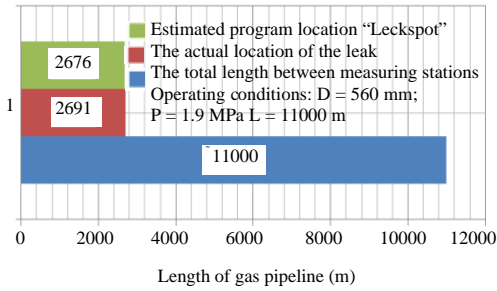 Estimated program location “Leckspot”
The actual location of the leak
The total length between measuring stations
Operating conditions: D = 560 mm;
P = 1.9 MPa L = 11000 m
2676
2691
1
~11000
0 2000 4000 6000 8000 10000 12000
Length of gas pipeline (m)